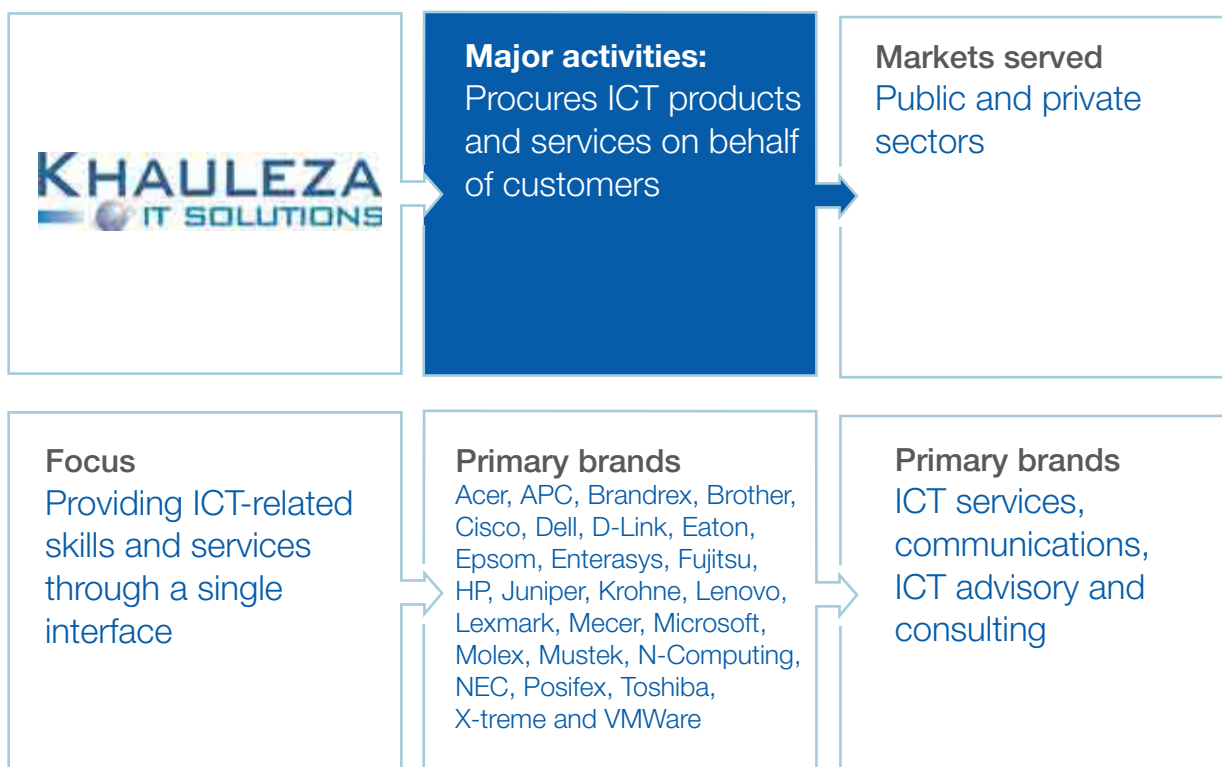 KHAULEZA
IT SOLUTIONS
Major activities:
Procures ICT products
and services on behalf
of customers
Markets served
Public and private
sectors
Focus
Providing ICT-related
skills and services
through a single
interface
Primary brands
Acer, APC, Brandrex, Brother,
Cisco, Dell, D-Link, Eaton,
Epsom, Enterasys, Fujitsu,
HP, Juniper, Krohne, Lenovo,
Lexmark, Mecer, Microsoft,
Molex, Mustek, N-Computing,
NEC, Posifex, Toshiba,
X-treme and VMWare
Primary brands
ICT services,
communications,
ICT advisory and
consulting